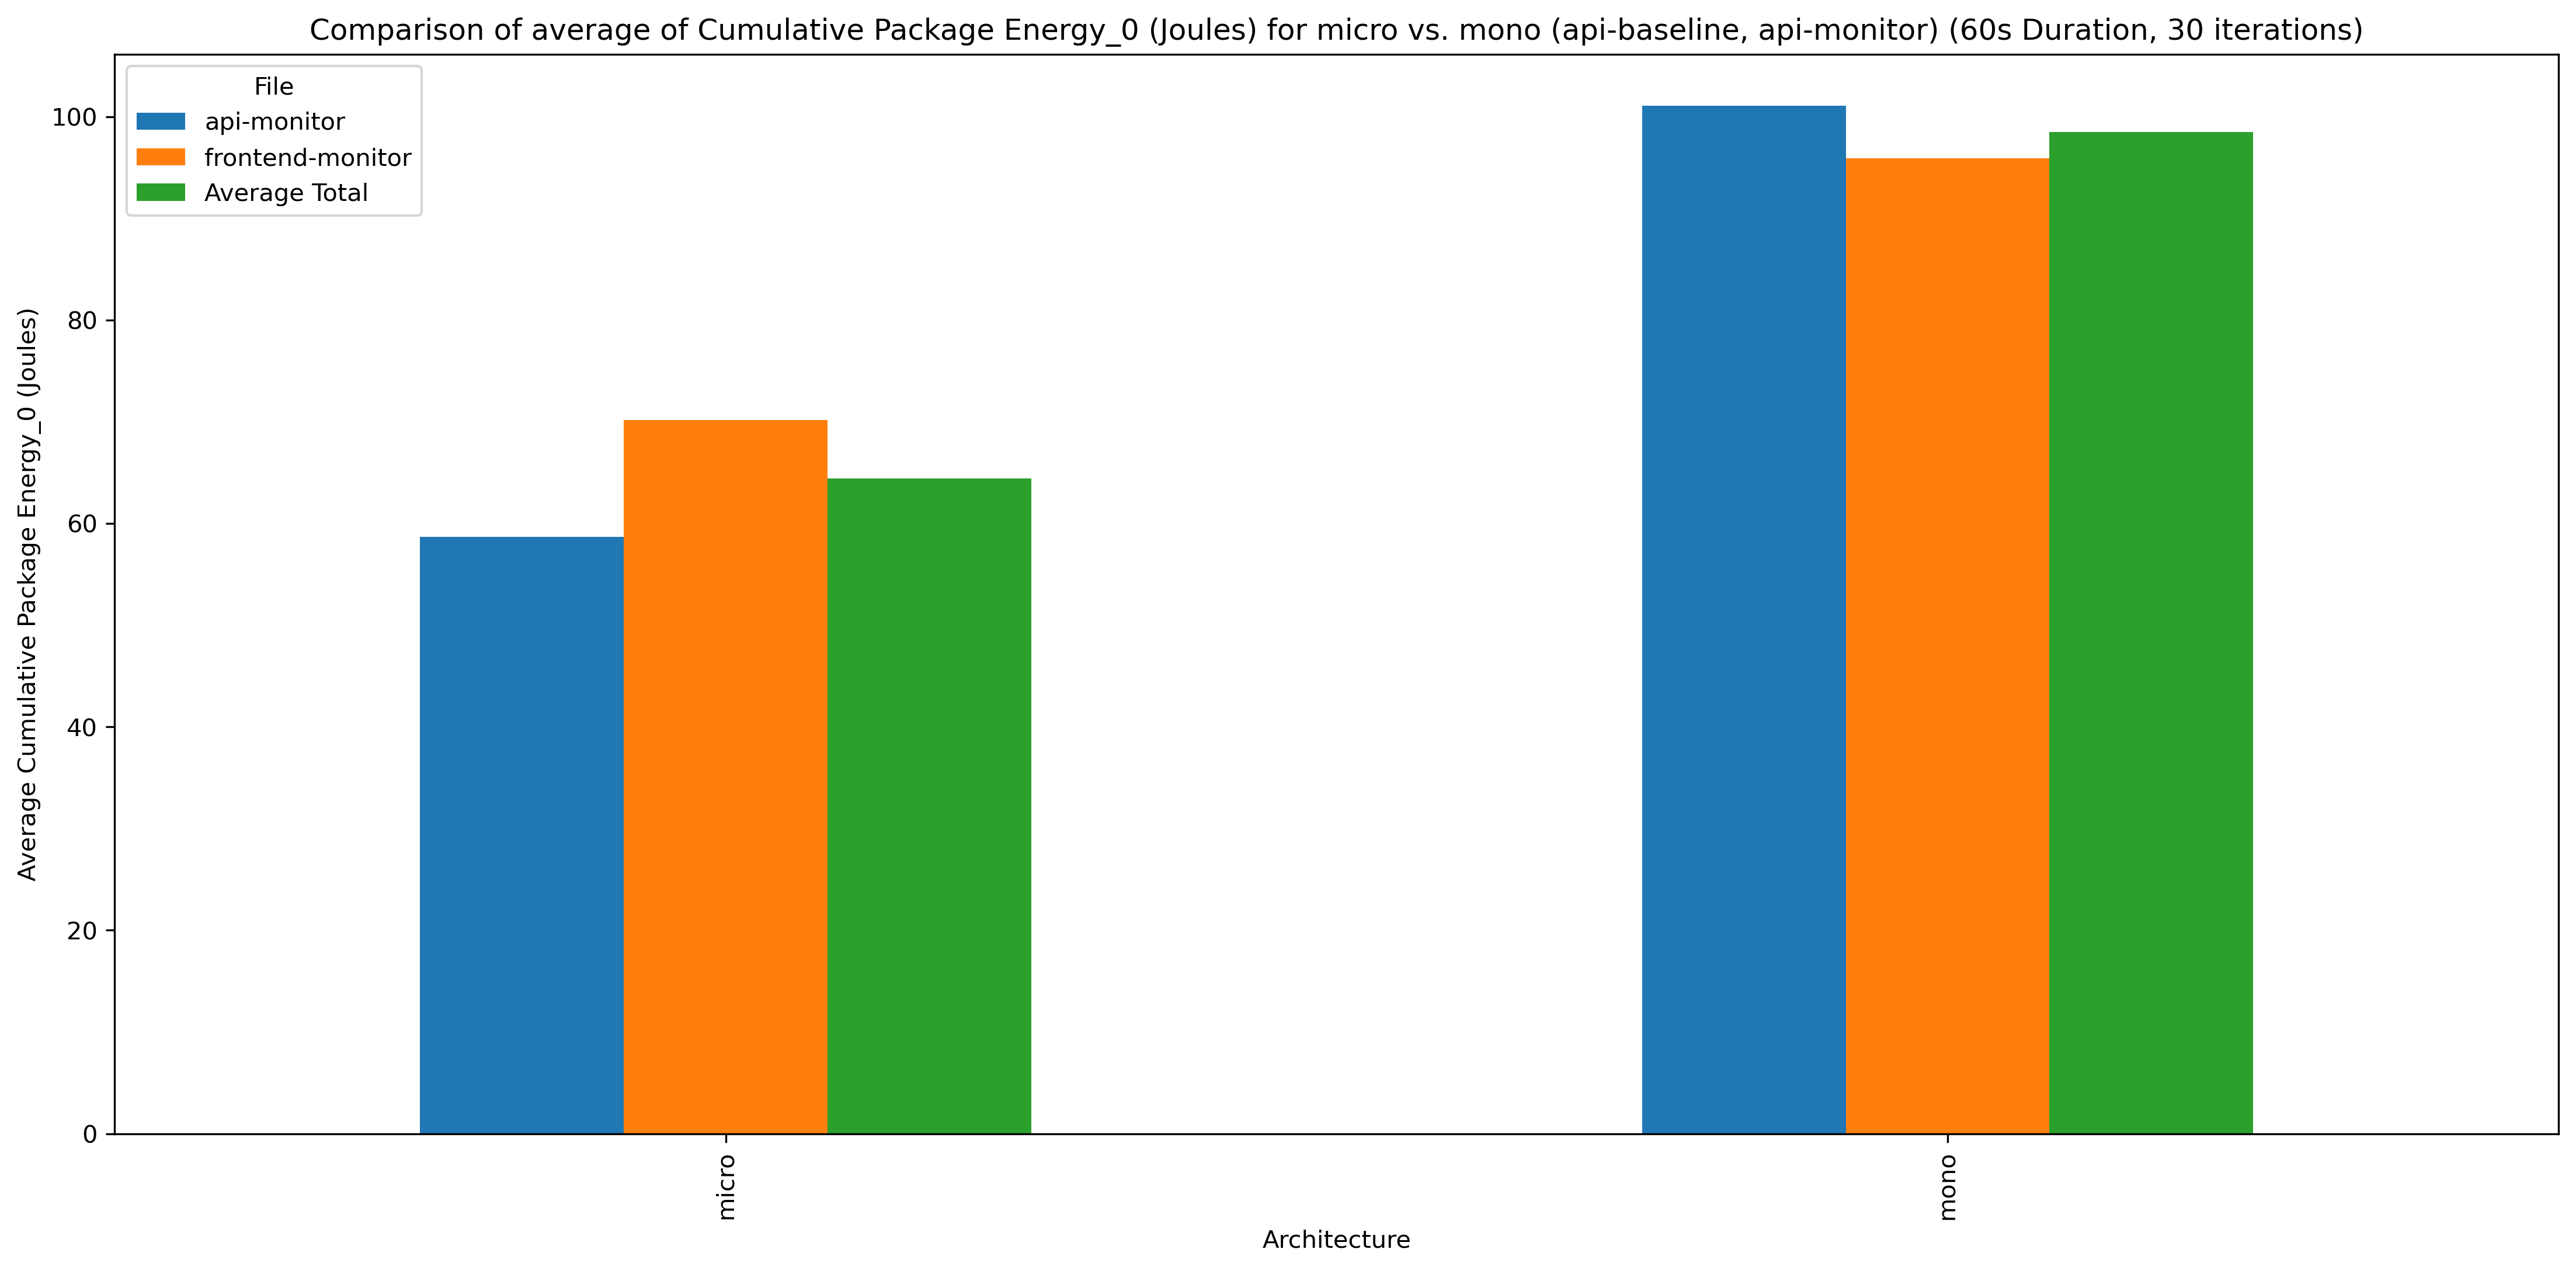 Comparison of average of Cumulative Package Energy_0 (Joules) for micro vs. mono (api-baseline, api-monitor) (60s Duration, 30 iterations)
File
api-monitor
frontend-monitor
Average Total
Average Cumulative Package Energy_0 (Joules)
100
80
60
40
20
0
micro
mono
Architecture